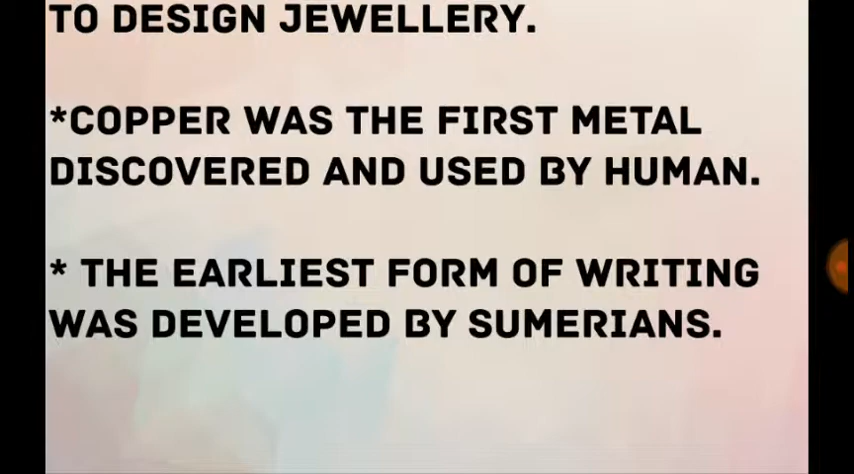 TO DESIGN JEWELLERY.
*COPPER WAS THE FIRST METAL
DISCOVERED AND USED BY HUMAN.
* THE EARLIEST FORM OF WRITING
WAS DEVELOPED BY SUMERIANS.